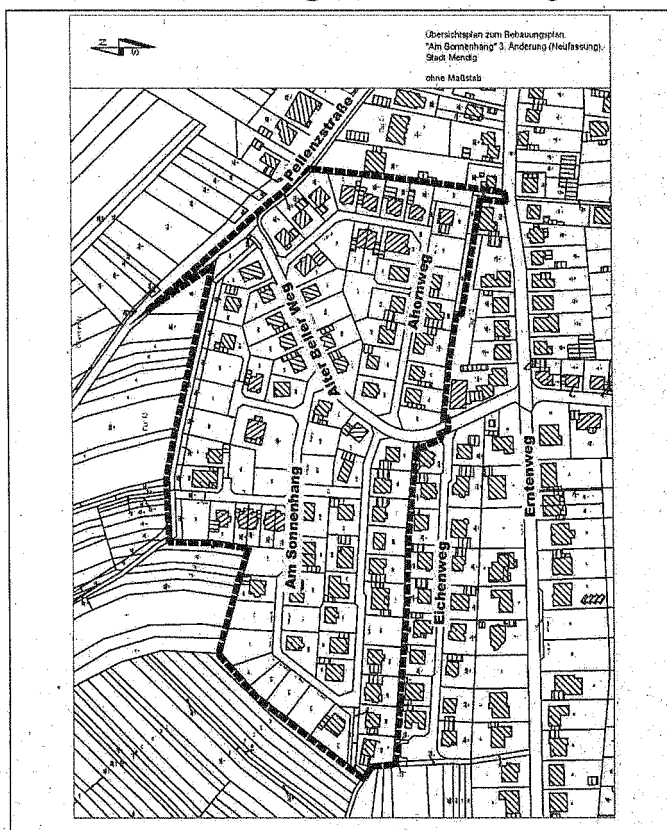 N
S
Übersichtsplan zum Bebauungsplan
"Am Sonnenhang" 3. Änderung (Neufassung),
Stadt Mendig
ohne Maßstab
Pellenzstraße
Alter Beller Weg
Ahornweg
Am Sonnenhang
Eichenweg
Erntenweg